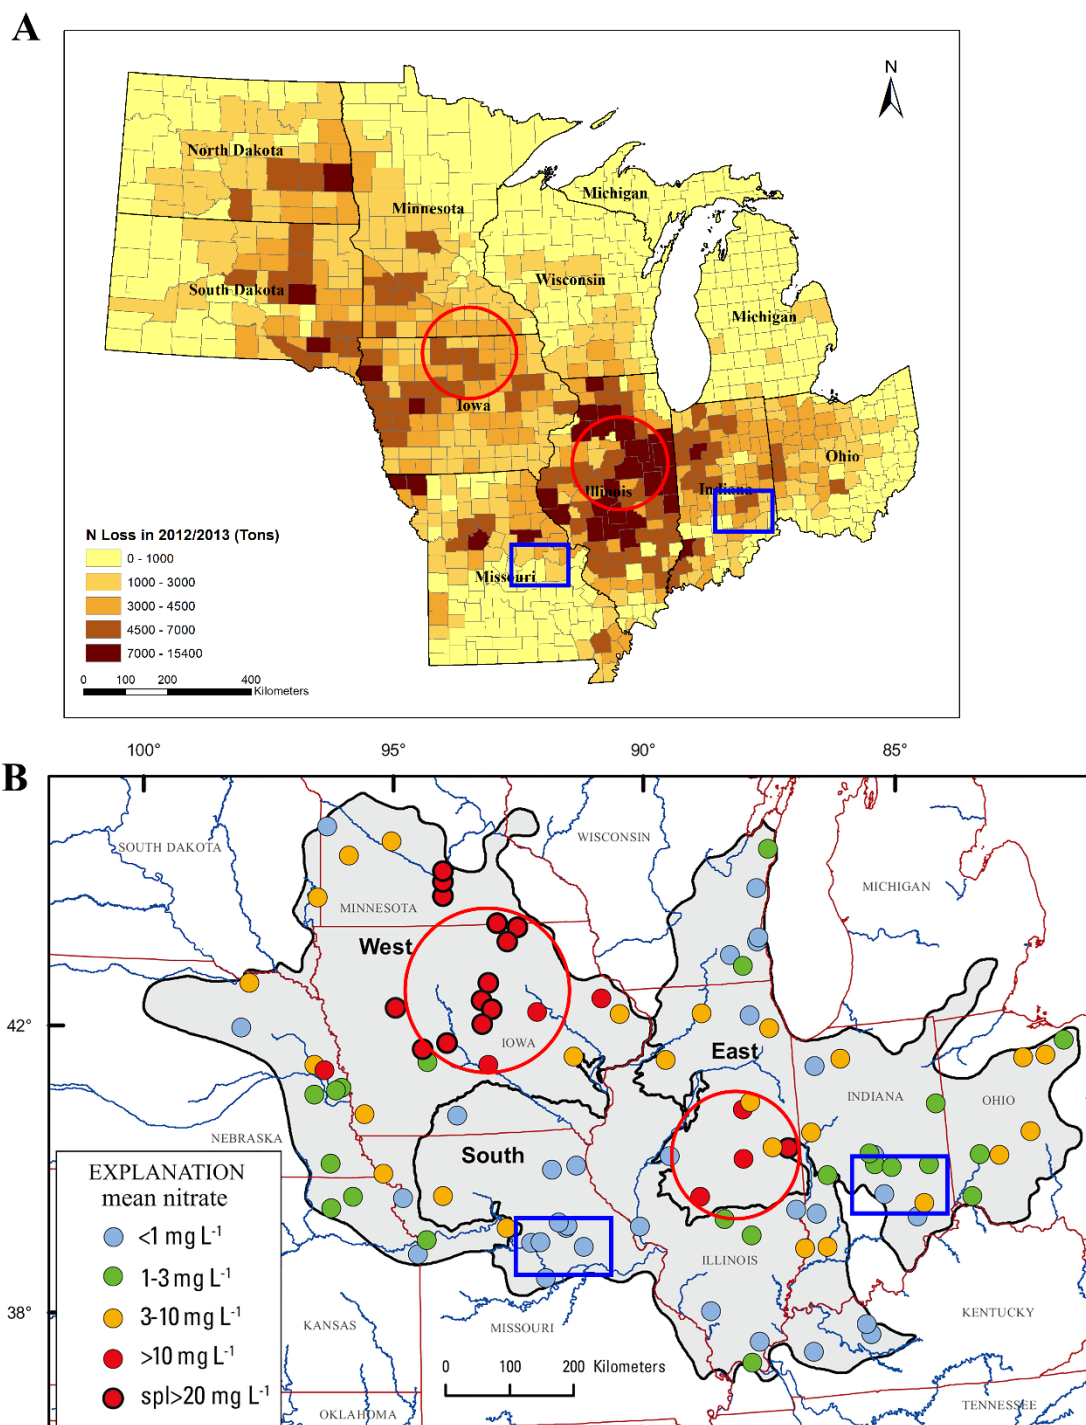 A
N
North Dakota
Minnesota
Michigan
Wisconsin
South Dakota
Michigan
Iowa
Ohio
Illinois
Indiana
Missouri
N Loss in 2012/2013 (Tons)
0 - 1000
1000 - 3000
3000 - 4500
4500 - 7000
7000 - 15400
0 100 200 400
Kilometers
100° 95° 90° 85°
B
SOUTH DAKOTA
WISCONSIN
MICHIGAN
MINNESOTA
West
42°
IOWA
East
INDIANA
OHIO
NEBRASKA
South
EXPLANATION
mean nitrate
<1 mg L-1
1-3 mg L-1
3-10 mg L-1
>10 mg L-1
spl>20 mg L-1
ILLINOIS
38°
KANSAS
MISSOURI
KENTUCKY
0 100 200 Kilometers
OKLAHOMA
TENNESSEE